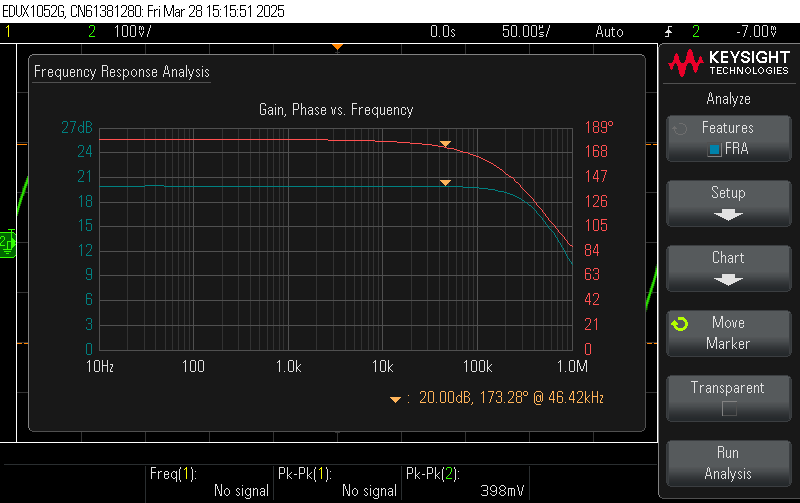 EDUX1052G, CN61381280: Fri Mar 28 15:15:51 2025
1 2 100℧/ 0.0s 50.00℧/ Auto 2 -7.00℧
KEYSIGHT
TECHNOLOGIES
Analyze
Features
FRA
Setup
Chart
Move
Marker
Transparent
Run
Analysis
Frequency Response Analysis
Gain, Phase vs. Frequency
27dB 189°
24 168
21 147
18 126
15 105
12 84
9 63
6 42
3 21
0 0
10Hz 100 1.0k 10k 100k 1.0M
: 20.00dB, 173.28° @ 46.42kHz
2
Freq(1): Pk-Pk(1): Pk-Pk(2):
No signal No signal 398mV